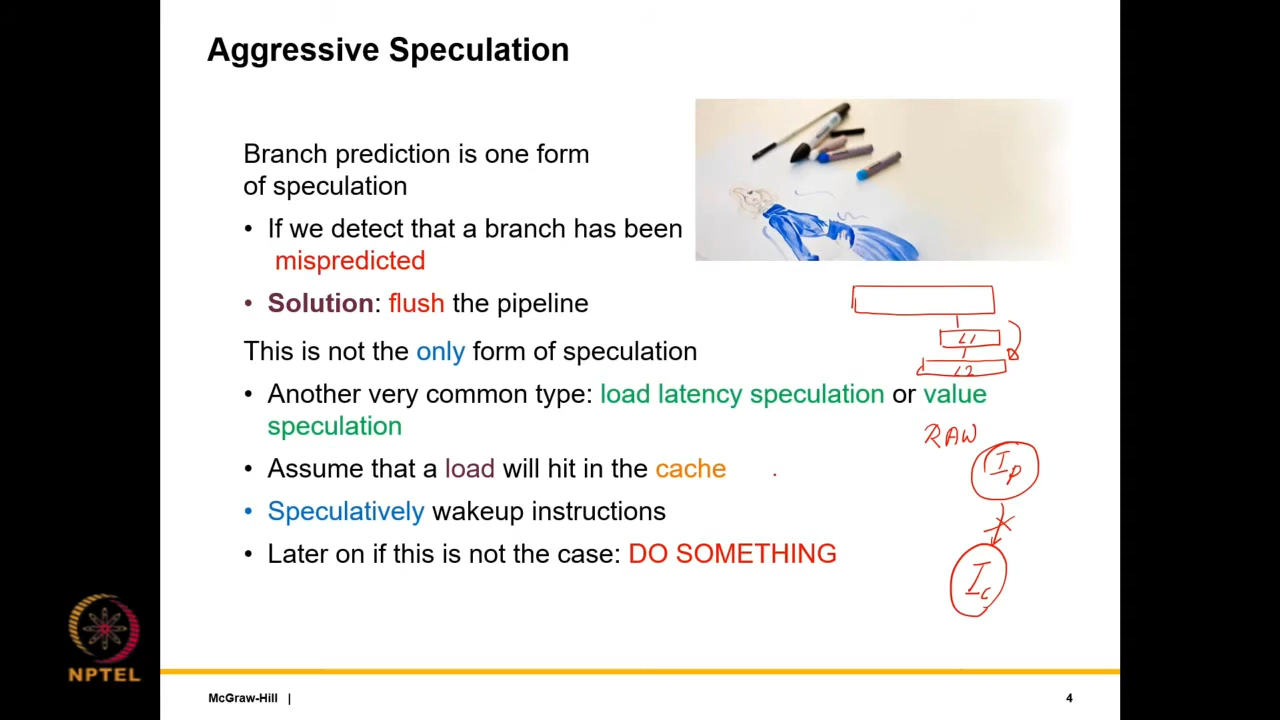 Aggressive Speculation
Branch prediction is one form
of speculation
• If we detect that a branch has been
mispredicted
• Solution: flush the pipeline
This is not the only form of speculation
• Another very common type: load latency speculation or value
speculation
• Assume that a load will hit in the cache
• Speculatively wakeup instructions
• Later on if this is not the case: DO SOMETHING
L1
L2
RAW
Ip
Ic
NPTEL
McGraw-Hill |
4